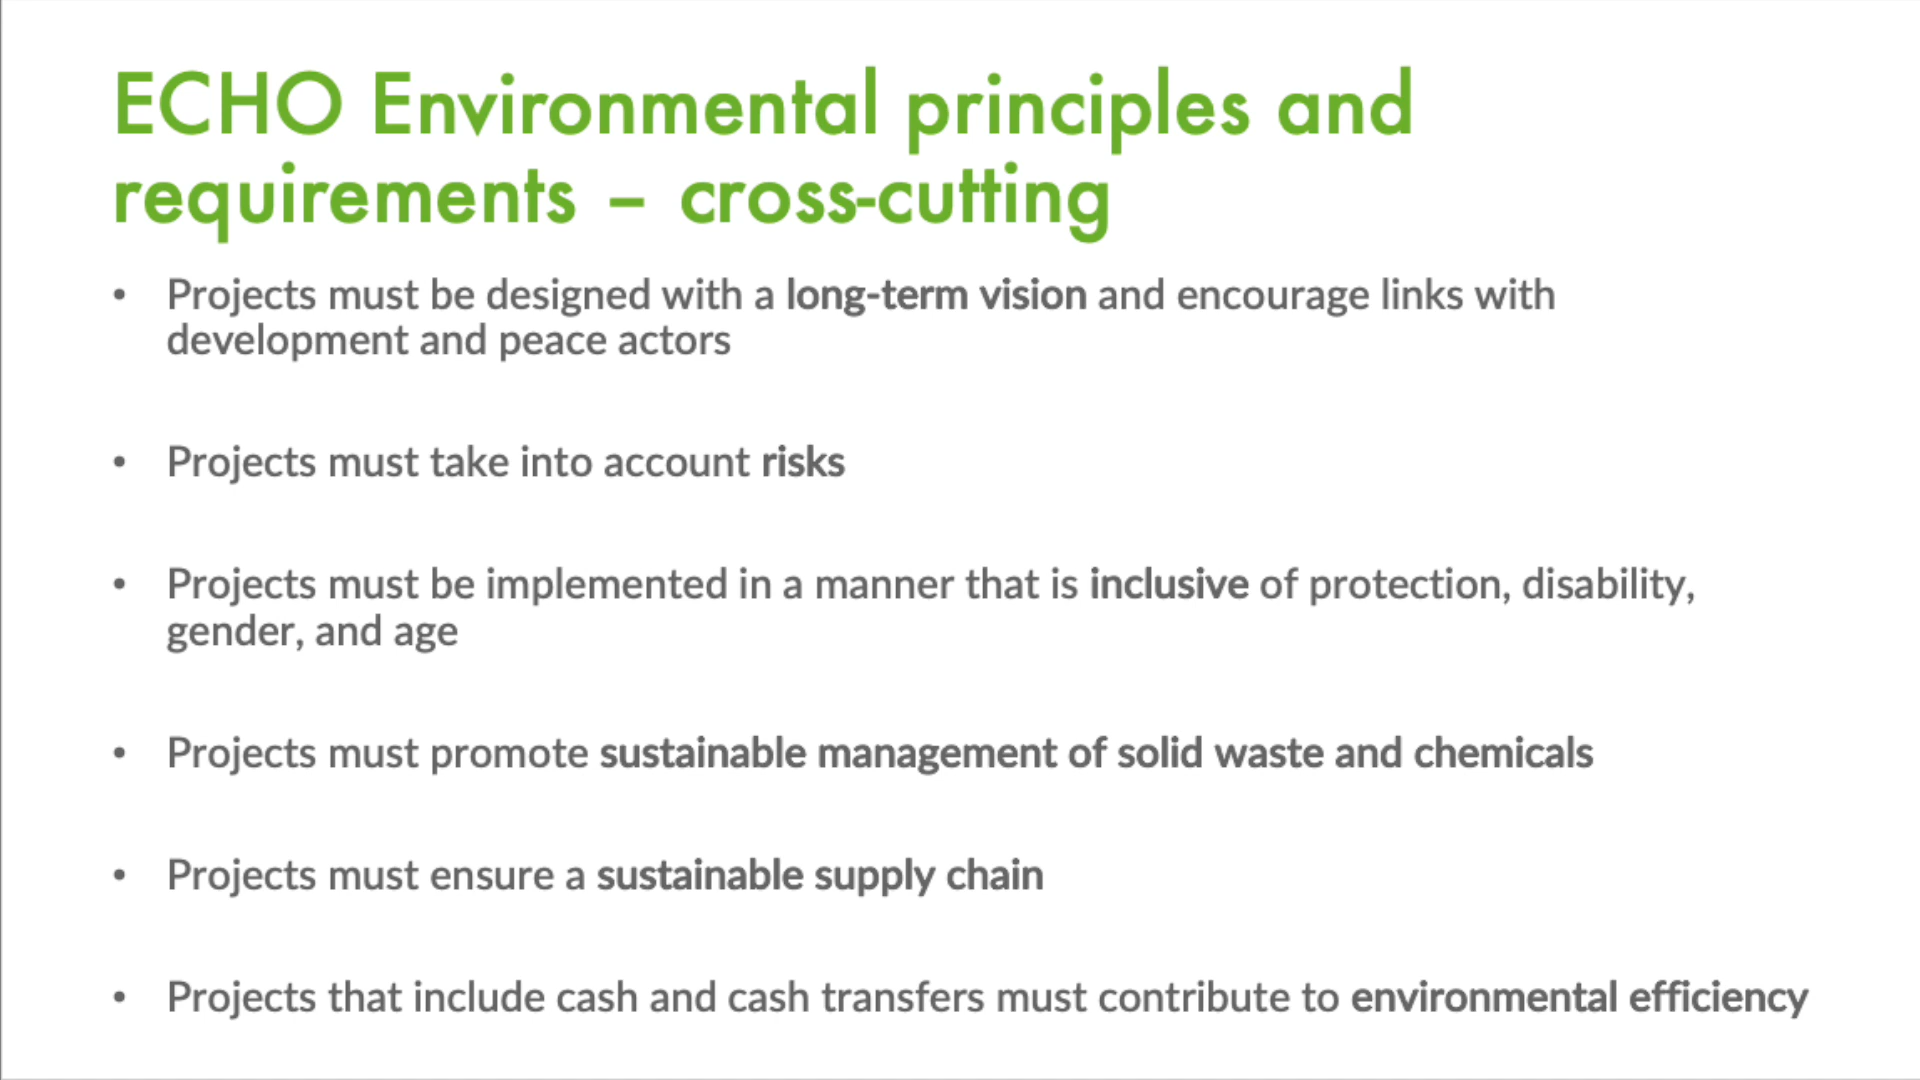 ECHO Environmental principles and
requirements – cross-cutting
• Projects must be designed with a long-term vision and encourage links with
development and peace actors
• Projects must take into account risks
• Projects must be implemented in a manner that is inclusive of protection, disability,
gender, and age
• Projects must promote sustainable management of solid waste and chemicals
• Projects must ensure a sustainable supply chain
• Projects that include cash and cash transfers must contribute to environmental efficiency